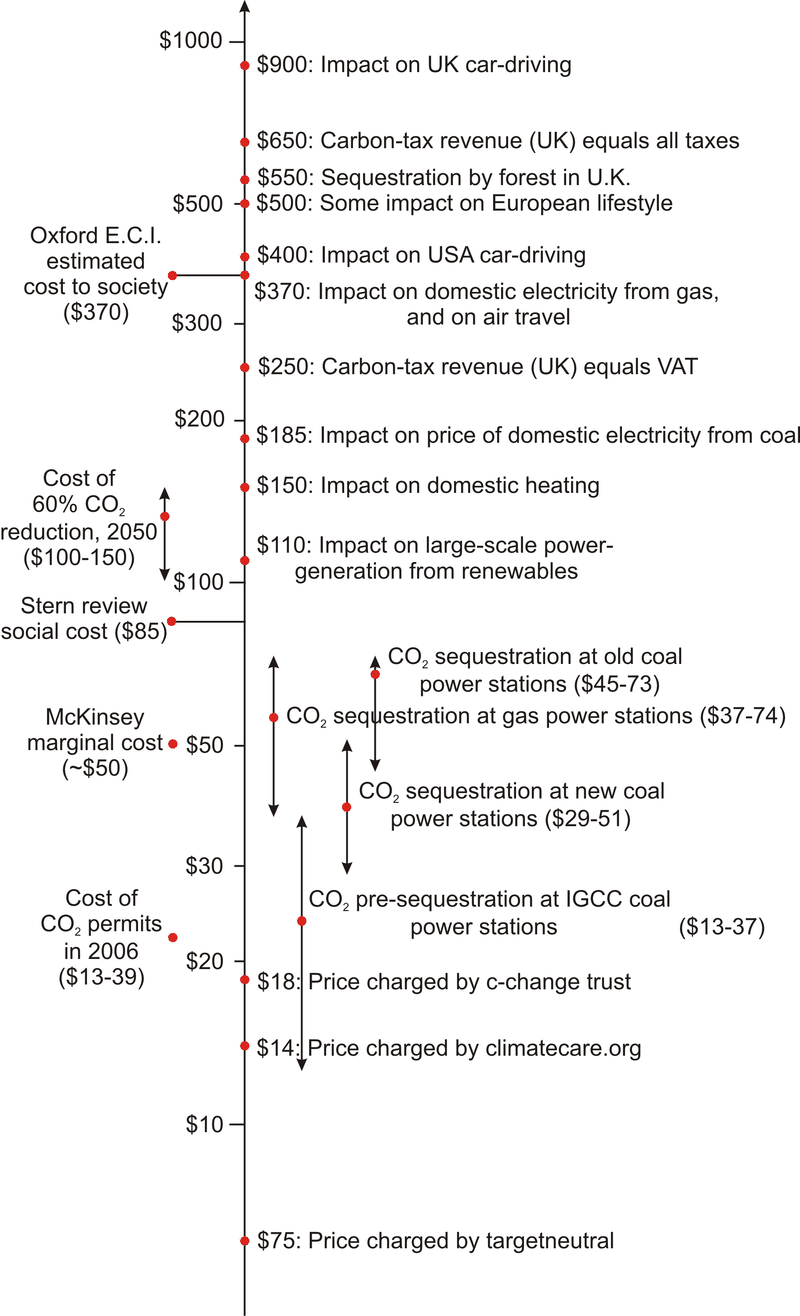 $1000
$900: Impact on UK car-driving
$650: Carbon-tax revenue (UK) equals all taxes
$550: Sequestration by forest in U.K.
$500
$500: Some impact on European lifestyle
Oxford E.C.I.
estimated
cost to society
($370)
$400: Impact on USA car-driving
$370: Impact on domestic electricity from gas,
and on air travel
$300
$250: Carbon-tax revenue (UK) equals VAT
$200
$185: Impact on price of domestic electricity from coal
Cost of
60% CO₂
reduction, 2050
($100-150)
$150: Impact on domestic heating
$110: Impact on large-scale power-
generation from renewables
$100
Stern review
social cost ($85)
CO₂ sequestration at old coal
power stations ($45-73)
CO₂ sequestration at gas power stations ($37-74)
McKinsey
marginal cost
(~$50)
$50
CO₂ sequestration at new coal
power stations ($29-51)
$30
CO₂ pre-sequestration at IGCC coal
power stations ($13-37)
Cost of
CO₂ permits
in 2006
($13-39)
$20
$18: Price charged by c-change trust
$14: Price charged by climatecare.org
$10
$75: Price charged by targetneutral